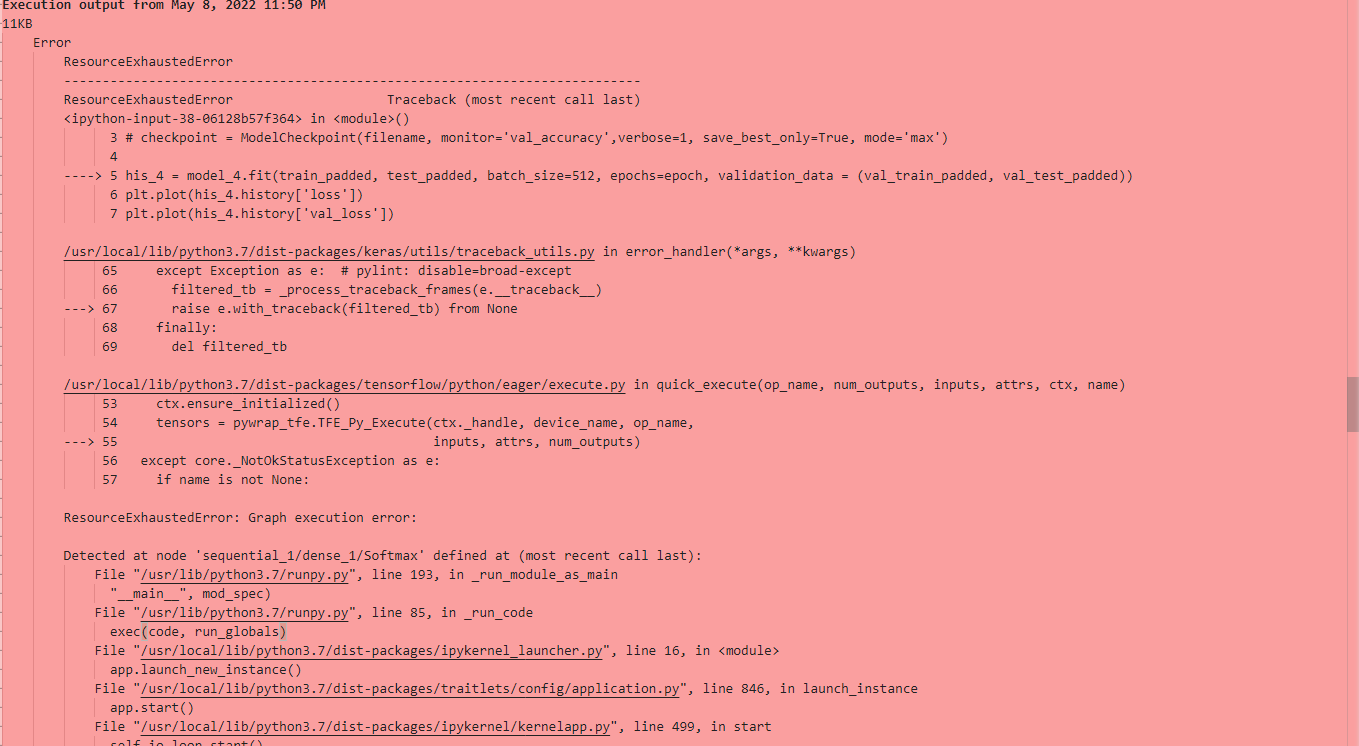 Execution output from May 8, 2022 11:50 PM
11KB
Error
ResourceExhaustedError
---------------------------------------------------------------------------
ResourceExhaustedError                    Traceback (most recent call last)
<ipython-input-38-06128b57f364> in <module>()
3 # checkpoint = ModelCheckpoint(filename, monitor='val_accuracy',verbose=1, save_best_only=True, mode='max')
4
----> 5 his_4 = model_4.fit(train_padded, test_padded, batch_size=512, epochs=epoch, validation_data = (val_train_padded, val_test_padded))
6 plt.plot(his_4.history['loss'])
7 plt.plot(his_4.history['val_loss'])
/usr/local/lib/python3.7/dist-packages/keras/utils/traceback_utils.py in error_handler(*args, **kwargs)
65     except Exception as e:  # pylint: disable=broad-except
66       filtered_tb = _process_traceback_frames(e.__traceback__)
---> 67       raise e.with_traceback(filtered_tb) from None
68     finally:
69       del filtered_tb
/usr/local/lib/python3.7/dist-packages/tensorflow/python/eager/execute.py in quick_execute(op_name, num_outputs, inputs, attrs, ctx, name)
53     ctx.ensure_initialized()
54     tensors = pywrap_tfe.TFE_Py_Execute(ctx._handle, device_name, op_name,
---> 55                                         inputs, attrs, num_outputs)
56   except core._NotOkStatusException as e:
57     if name is not None:
ResourceExhaustedError: Graph execution error:
Detected at node 'sequential_1/dense_1/Softmax' defined at (most recent call last):
File "/usr/lib/python3.7/runpy.py", line 193, in _run_module_as_main
"__main__", mod_spec)
File "/usr/lib/python3.7/runpy.py", line 85, in _run_code
exec(code, run_globals)
File "/usr/local/lib/python3.7/dist-packages/ipykernel_launcher.py", line 16, in <module>
app.launch_new_instance()
File "/usr/local/lib/python3.7/dist-packages/traitlets/config/application.py", line 846, in launch_instance
app.start()
File "/usr/local/lib/python3.7/dist-packages/ipykernel/kernelapp.py", line 499, in start
self.io_loop.start()